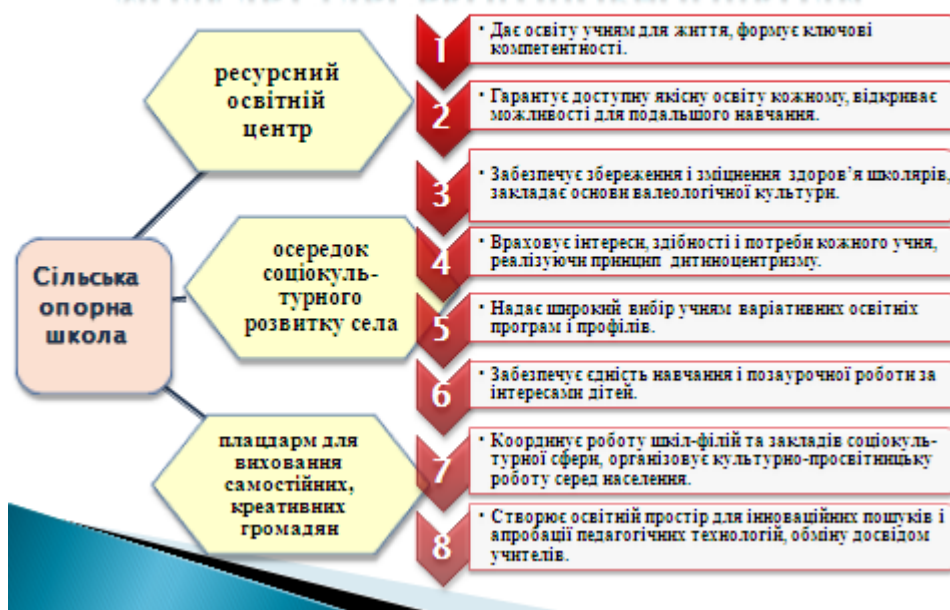 Сільська
опорна
школа
ресурсний
освітній
центр
осередок
соціокуль-
турного
розвитку села
плацдарм для
виховання
самостійних,
креативних
громадян
1
· Дає освіту учням для життя, формує ключові
компетентності.
2
· Гарантує доступну якісну освіту кожному, відкриває
можливості для подальшого навчання.
3
· Забезпечує збереження і зміцнення здоров’я школярів,
закладає основи валеологічної культури.
4
· Враховує інтереси, здібності і потреби кожного учня,
реалізуючи принцип дитиноцентризму.
5
· Надає широкий вибір учням варіативних освітніх
програм і профілів.
6
· Забезпечує єдність навчання і позаурочної роботи за
інтересами дітей.
7
· Координує роботу шкіл-філій та закладів соціокуль-
турної сфери, організовує культурно-просвітницьку
роботу серед населення.
8
· Створює освітній простір для інноваційних пошуків і
апробації педагогічних технологій, обміну досвідом
учителів.